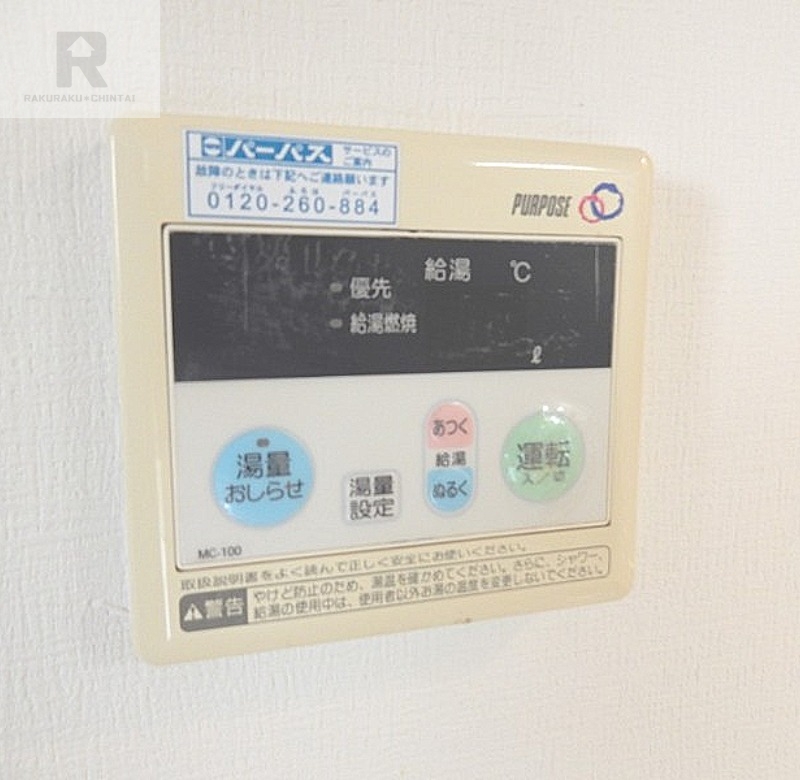 R
RAKURAKU*CHINTAI
パーパス サービスのご案内
故障のときは下記へご連絡願います
フリーダイヤル パーパス
0120-260-884
PURPOSE
給湯 ℃
優先
給湯燃焼
ℓ
湯量
おしらせ
湯量
設定
あつく
給湯
ぬるく
運転
入/切
MC-100
取扱説明書をよく読んで正しく安全にお使いください。
警告
やけど防止のため、湯温を確かめてください。さらに、シャワー、
給湯の使用中は、使用者以外お湯の温度を変更しないでください。